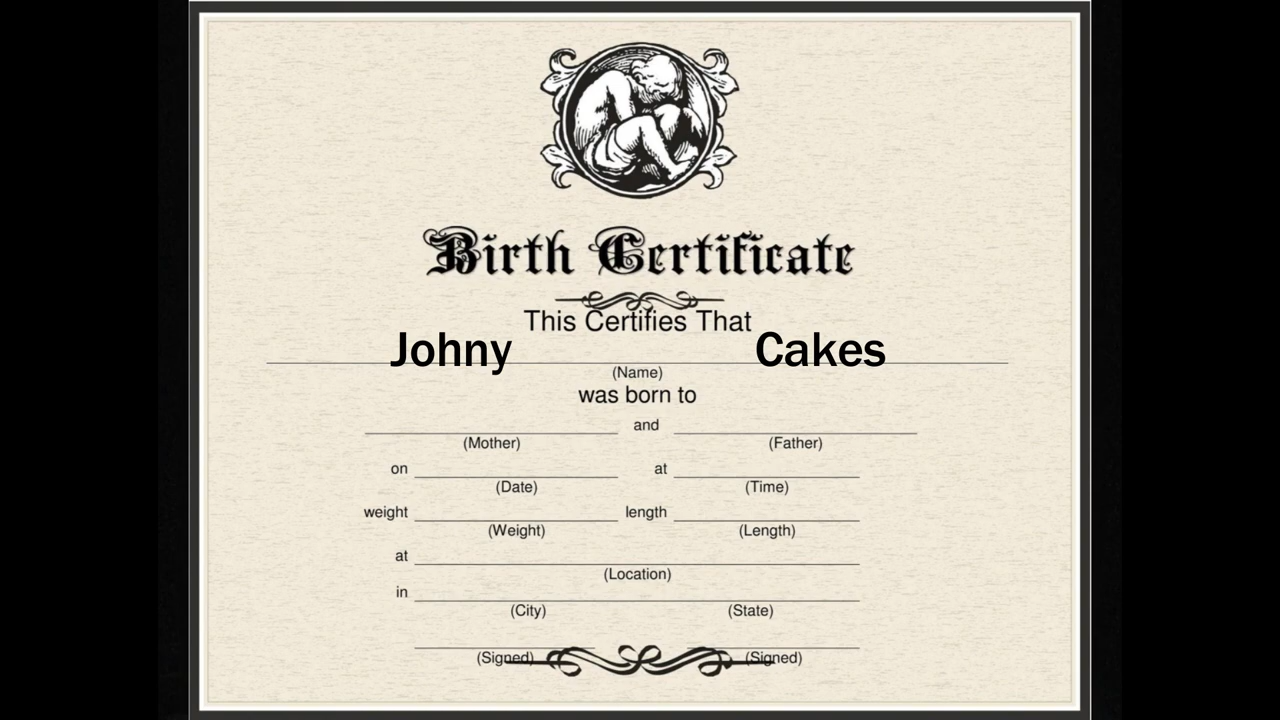 Birth Certificate
This Certifies That
Johny Cakes
(Name)
was born to
and
(Mother) (Father)
on at
(Date) (Time)
weight length
(Weight) (Length)
at
(Location)
in
(City) (State)
(Signed) (Signed)